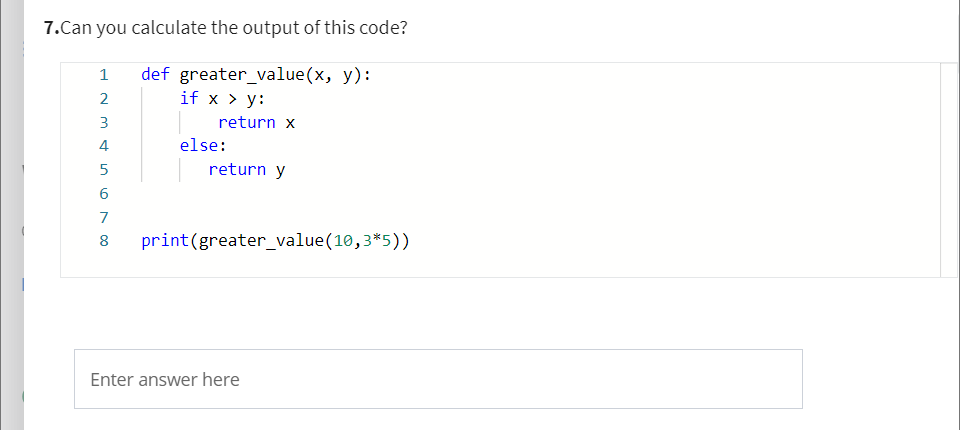 7.Can you calculate the output of this code?
1 def greater_value(x, y):
2 if x > y:
3 return x
4 else:
5 return y
6
7
8 print(greater_value(10,3*5))
Enter answer here